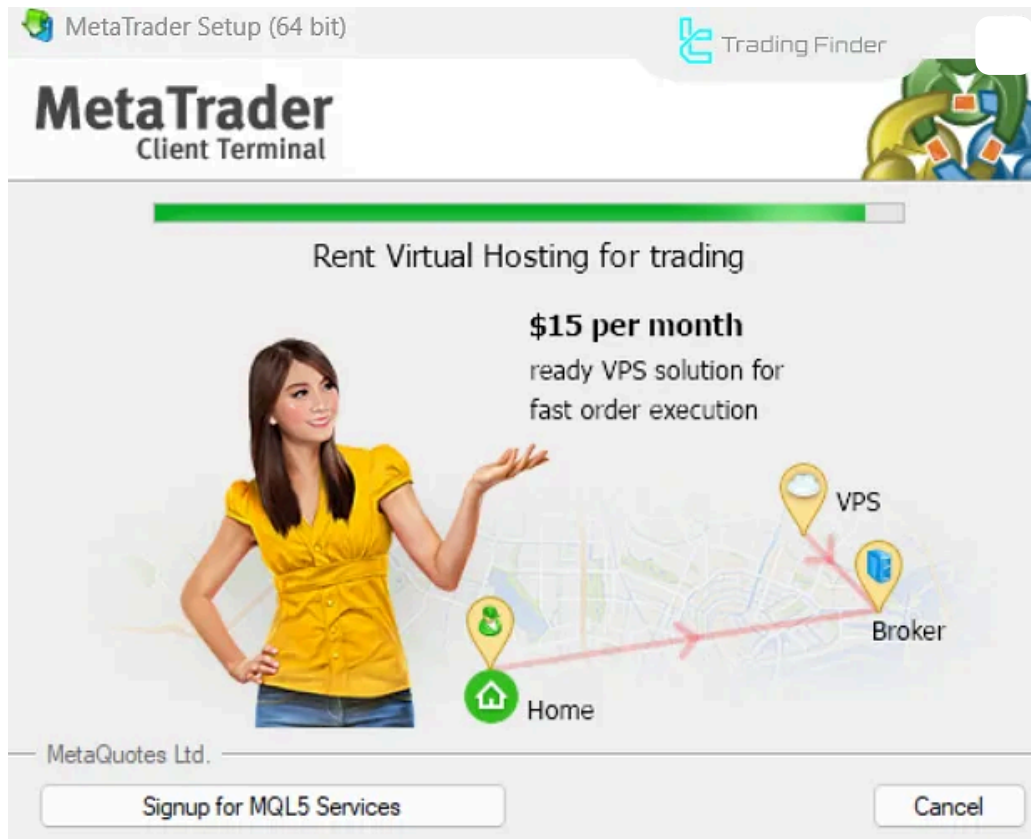 MetaTrader Setup (64 bit)
Trading Finder
MetaTrader
Client Terminal
Rent Virtual Hosting for trading
$15 per month
ready VPS solution for
fast order execution
VPS
Broker
Home
MetaQuotes Ltd.
Signup for MQL5 Services
Cancel